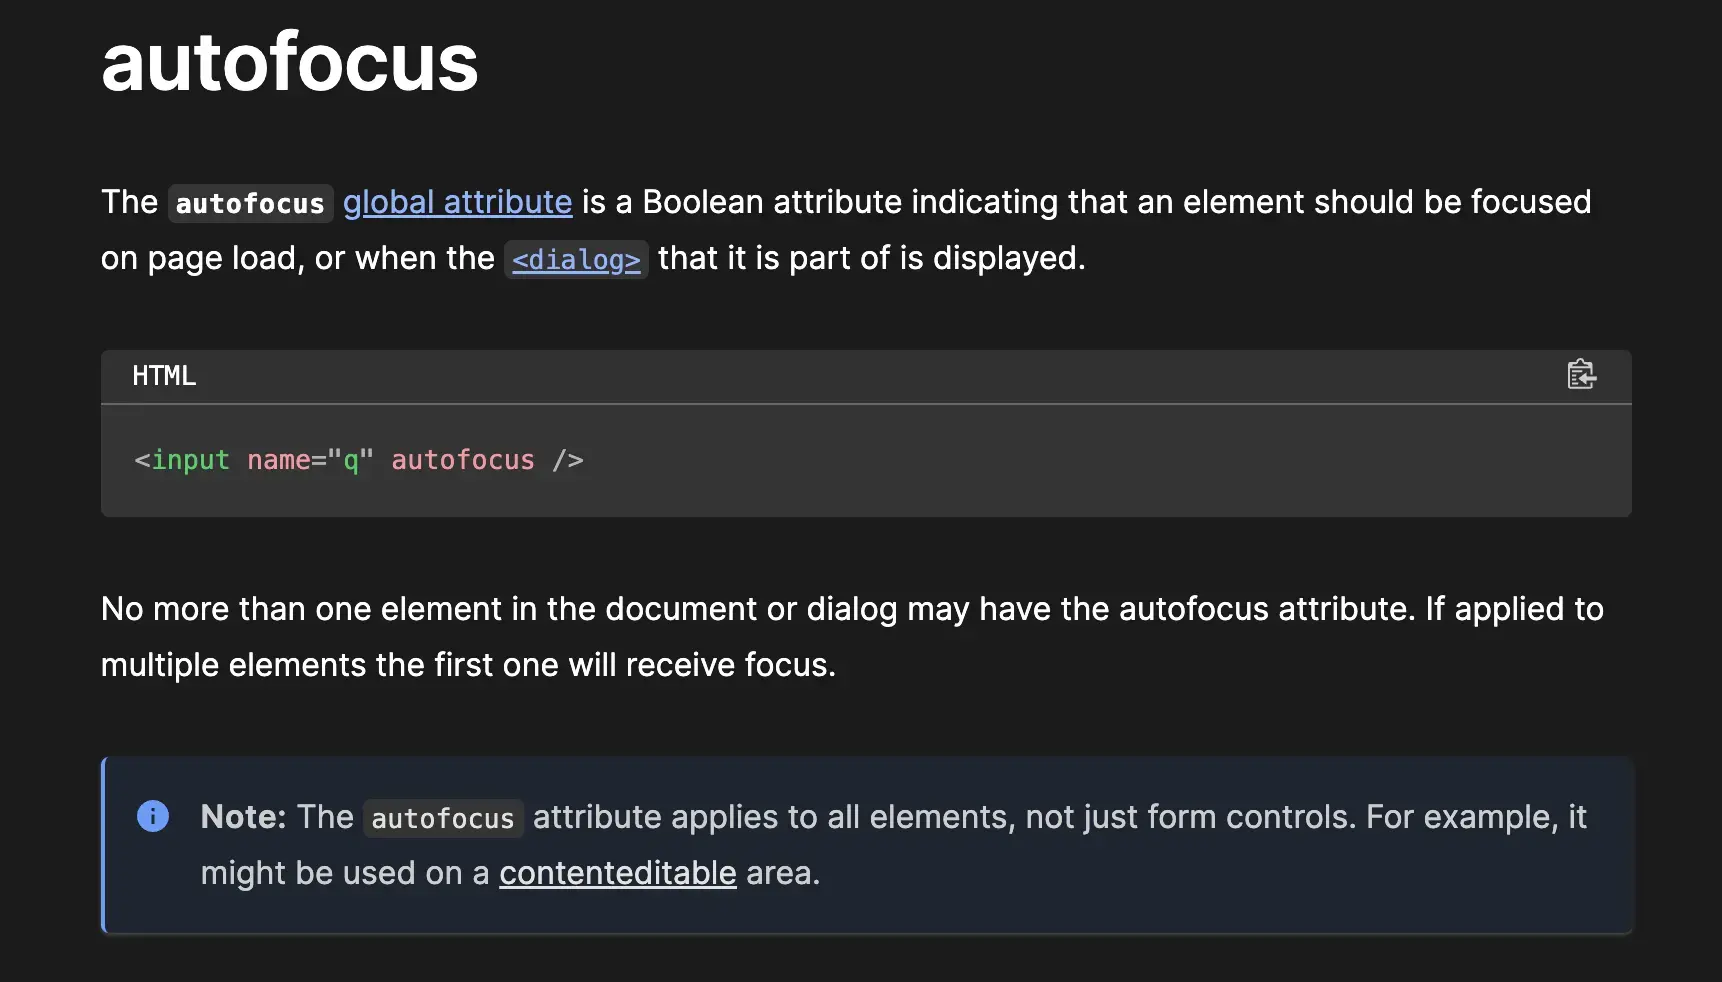 autofocus
The autofocus global attribute is a Boolean attribute indicating that an element should be focused
on page load, or when the <dialog> that it is part of is displayed.
HTML
<input name="q" autofocus />
No more than one element in the document or dialog may have the autofocus attribute. If applied to
multiple elements the first one will receive focus.
Note: The autofocus attribute applies to all elements, not just form controls. For example, it
might be used on a contenteditable area.